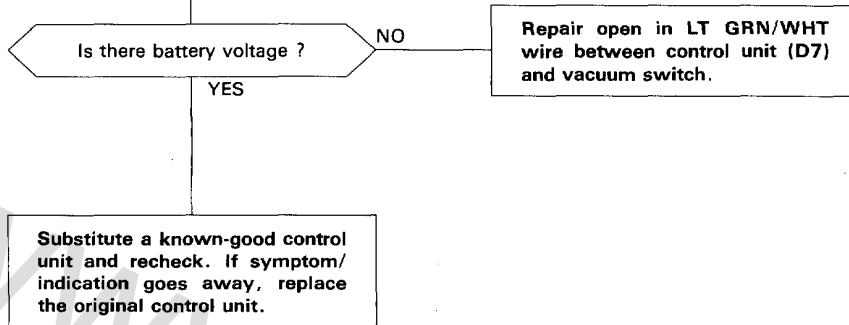 Is there battery voltage ?
NO
Repair open in LT GRN/WHT
wire between control unit (D7)
and vacuum switch.
YES
Substitute a known-good control
unit and recheck. If symptom/
indication goes away, replace
the original control unit.